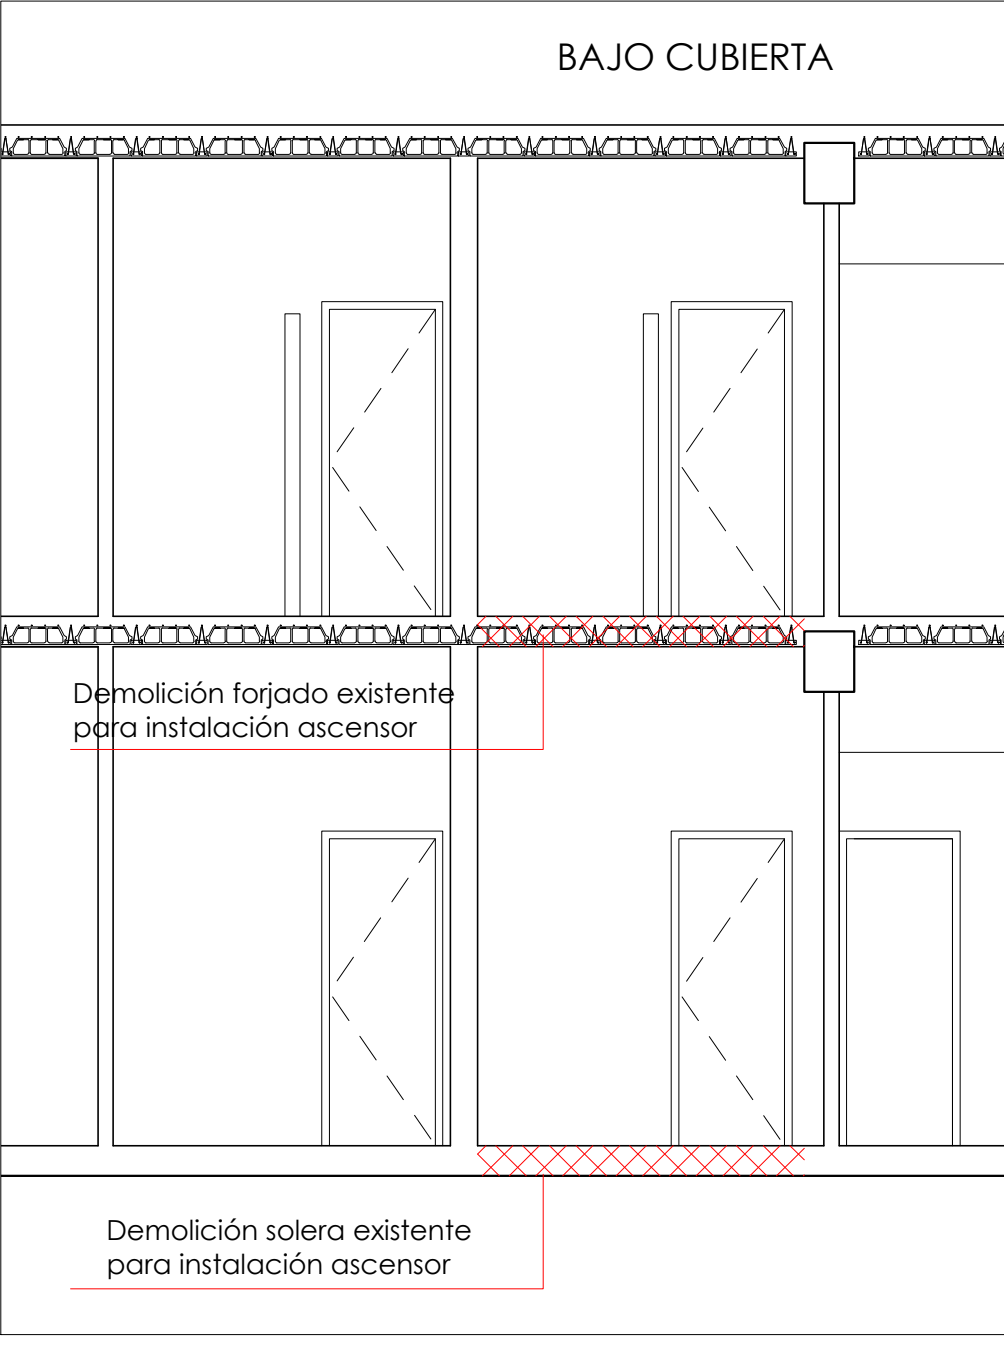 BAJO CUBIERTA
Demolición forjado existente
para instalación ascensor
Demolición solera existente
para instalación ascensor